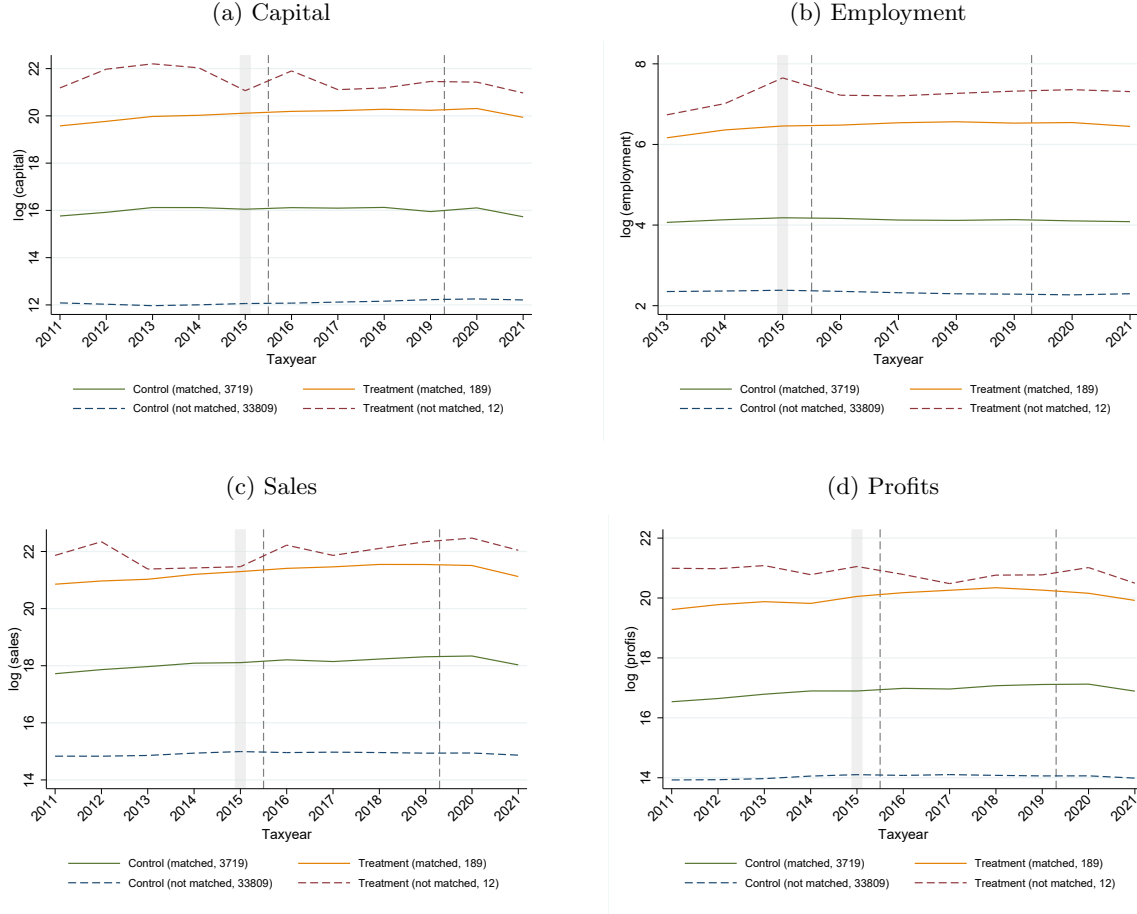 (a) Capital
log (capital)
22
20
18
16
14
12
2011
2012
2013
2014
2015
2016
2017
2018
2019
2020
2021
Taxyear
Control (matched, 3719)
Treatment (matched, 189)
Control (not matched, 33809)
Treatment (not matched, 12)
(b) Employment
log (employment)
8
6
4
2
2013
2014
2015
2016
2017
2018
2019
2020
2021
Taxyear
Control (matched, 3719)
Treatment (matched, 189)
Control (not matched, 33809)
Treatment (not matched, 12)
(c) Sales
log (sales)
22
20
18
16
14
2011
2012
2013
2014
2015
2016
2017
2018
2019
2020
2021
Taxyear
Control (matched, 3719)
Treatment (matched, 189)
Control (not matched, 33809)
Treatment (not matched, 12)
(d) Profits
log (profis)
22
20
18
16
14
2011
2012
2013
2014
2015
2016
2017
2018
2019
2020
2021
Taxyear
Control (matched, 3719)
Treatment (matched, 189)
Control (not matched, 33809)
Treatment (not matched, 12)